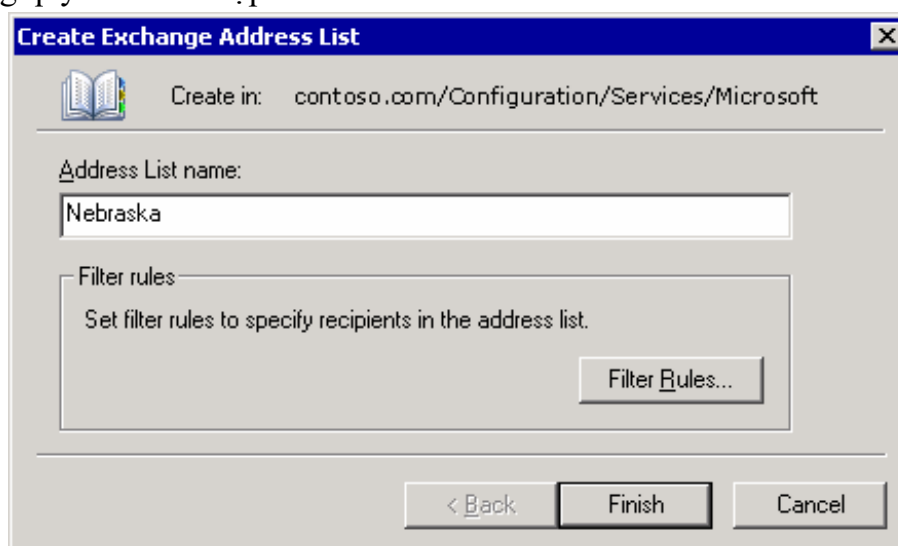 Create Exchange Address List
Create in: contoso.com/Configuration/Services/Microsoft
Address List name:
Nebraska
Filter rules
Set filter rules to specify recipients in the address list.
Filter Rules...
< Back Finish Cancel